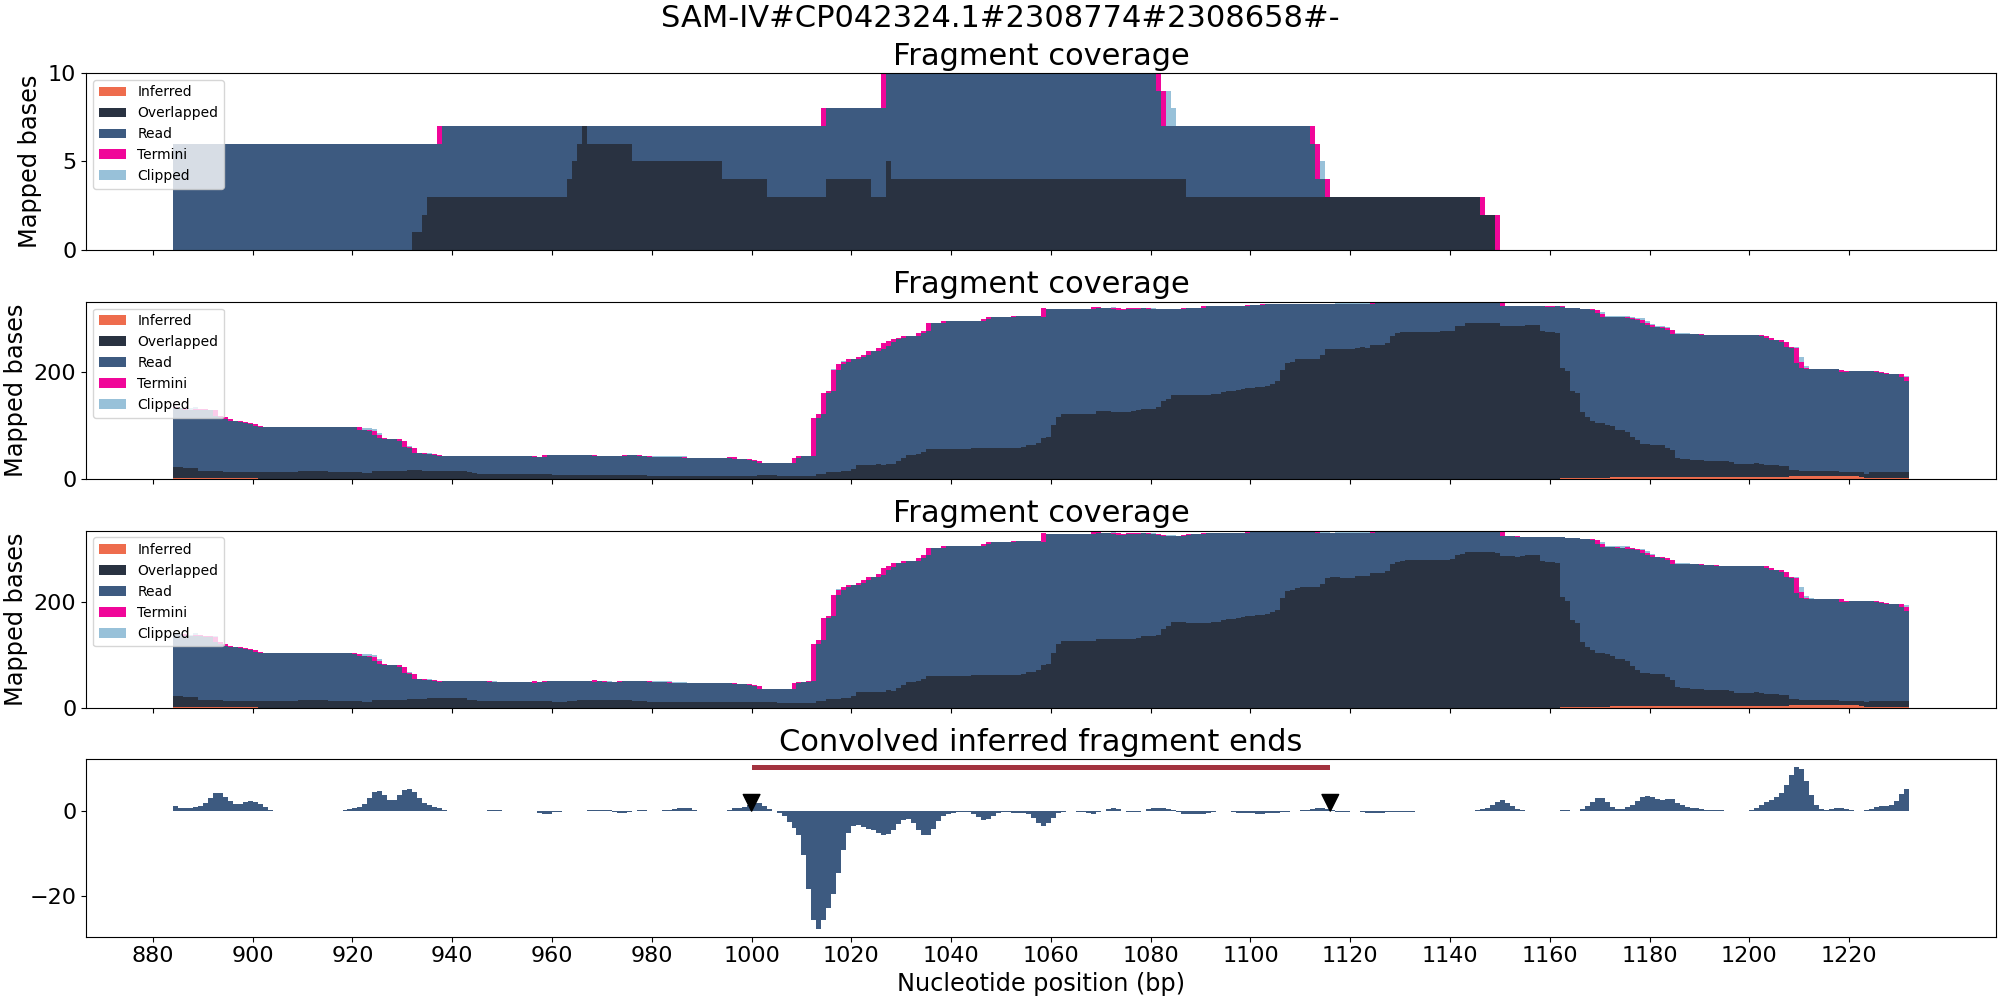 SAM-IV#CP042324.1#2308774#2308658#-
Fragment coverage
Mapped bases
10
5
0
Inferred
Overlapped
Read
Termini
Clipped
Fragment coverage
Mapped bases
200
0
Inferred
Overlapped
Read
Termini
Clipped
Fragment coverage
Mapped bases
200
0
Inferred
Overlapped
Read
Termini
Clipped
Convolved inferred fragment ends
0
−20
880 900 920 940 960 980 1000 1020 1040 1060 1080 1100 1120 1140 1160 1180 1200 1220
Nucleotide position (bp)